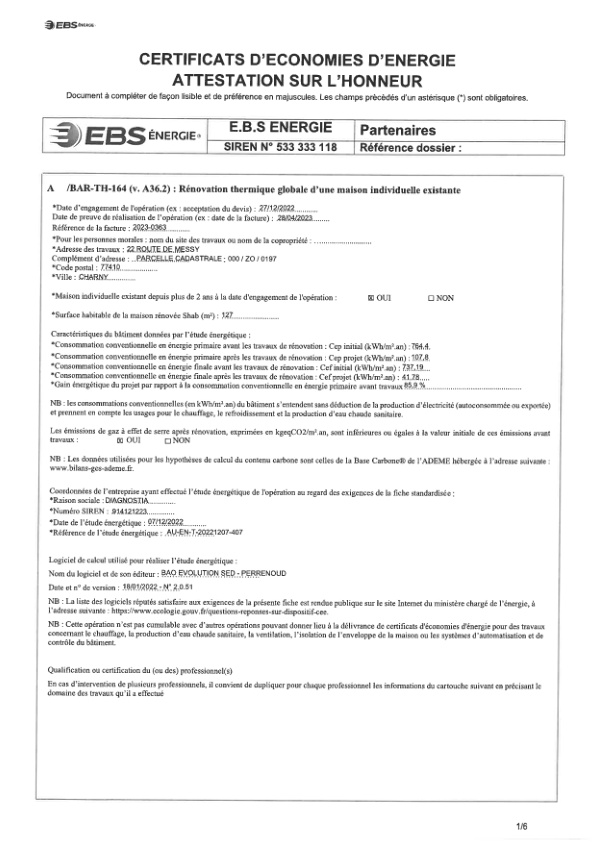 EBS ÉNERGIE
CERTIFICATS D'ECONOMIES D'ENERGIE
ATTESTATION SUR L'HONNEUR
Document à compléter de façon lisible et de préférence en majuscules. Les champs précédés d'un astérisque (*) sont obligatoires.
EBS ÉNERGIE
E.B.S ENERGIE
Partenaires
SIREN N° 533 333 118
Référence dossier :
A /BAR-TH-164 (v. A36.2) : Rénovation thermique globale d'une maison individuelle existante
*Date d'engagement de l'opération (ex : acceptation du devis) : 27/12/2022
Date de preuve de réalisation de l'opération (ex : date de la facture) : 28/04/2023
Référence de la facture : 2023-0363
*Pour les personnes morales : nom du site des travaux ou nom de la copropriété :
*Adresse des travaux : 22 ROUTE DE MESSY
Complément d'adresse : PARCELLE CADASTRALE : 000 / ZO / 0197
*Code postal : 77410
*Ville : CHARNY
*Maison individuelle existant depuis plus de 2 ans à la date d'engagement de l'opération : ☒ OUI ☐ NON
*Surface habitable de la maison rénovée Shab (m²) : 127
Caractéristiques du bâtiment données par l'étude énergétique :
*Consommation conventionnelle en énergie primaire avant les travaux de rénovation : Cep initial (kWh/m².an) : 764,4
*Consommation conventionnelle en énergie primaire après les travaux de rénovation : Cep projet (kWh/m².an) : 107,8
*Consommation conventionnelle en énergie finale avant les travaux de rénovation : Cef initial (kWh/m².an) : 737,19
*Consommation conventionnelle en énergie finale après les travaux de rénovation : Cef projet (kWh/m².an) : 41,78
*Gain énergétique du projet par rapport à la consommation conventionnelle en énergie primaire avant travaux 85,9 %
NB : les consommations conventionnelles (en kWh/m².an) du bâtiment s'entendent sans déduction de la production d'électricité (autoconsommée ou exportée)
et prennent en compte les usages pour le chauffage, le refroidissement et la production d'eau chaude sanitaire.
Les émissions de gaz à effet de serre après rénovation, exprimées en kgeqCO2/m².an, sont inférieures ou égales à la valeur initiale de ces émissions avant
travaux : ☒ OUI ☐ NON
NB : Les données utilisées pour les hypothèses de calcul du contenu carbone sont celles de la Base Carbone® de l'ADEME hébergée à l'adresse suivante :
www.bilans-ges-ademe.fr.
Coordonnées de l'entreprise ayant effectué l'étude énergétique de l'opération au regard des exigences de la fiche standardisée :
*Raison sociale : DIAGNOSTIA
*Numéro SIREN : 914121223
*Date de l'étude énergétique : 07/12/2022
*Référence de l'étude énergétique : AU-EN-T-20221207-407
Logiciel de calcul utilisé pour réaliser l'étude énergétique :
Nom du logiciel et de son éditeur : BAO EVOLUTION SED - PERRENOUD
Date et n° de version : 18/01/2022 - N° 2.0.51
NB : La liste des logiciels réputés satisfaire aux exigences de la présente fiche est rendue publique sur le site Internet du ministère chargé de l'énergie, à
l'adresse suivante : https://www.ecologie.gouv.fr/questions-reponses-sur-dispositif-cee.
NB : Cette opération n'est pas cumulable avec d'autres opérations pouvant donner lieu à la délivrance de certificats d'économies d'énergie pour des travaux
concernant le chauffage, la production d'eau chaude sanitaire, la ventilation, l'isolation de l'enveloppe de la maison ou les systèmes d'automatisation et de
contrôle du bâtiment.
Qualification ou certification du (ou des) professionnel(s)
En cas d'intervention de plusieurs professionnels, il convient de dupliquer pour chaque professionnel les informations du cartouche suivant en précisant le
domaine des travaux qu'il a effectué
1/6